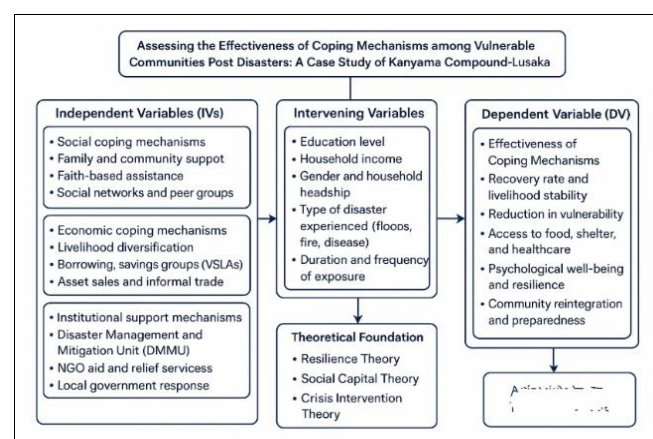 Assessing the Effectiveness of Coping Mechanisms among Vulnerable
Communities Post Disasters: A Case Study of Kanyama Compound-Lusaka
Independent Variables (IVs)
• Social coping mechanisms
• Family and community suppot
• Faith-based assistance
• Social networks and peer groups
• Economic coping mechanisms
• Livelihood diversification
• Borrowing, savings groups (VSLAs)
• Asset sales and informal trade
• Institutional support mechanisms
• Disaster Management and
Mitigation Unit (DMMU)
• NGO aid and relief servicess
• Local government response
Intervening Variables
• Education level
• Household income
• Gender and household
headship
• Type of disaster
experienced (floops,
fire, disease)
• Duration and frequency
of exposure
Theoretical Foundation
• Resilience Theory
• Social Capital Theory
• Crisis Intervention
Theory
Dependent Variable (DV)
• Effectiveness of
Coping Mechanisms
• Recovery rate and
livelihood stability
• Reduction in vulnerability
• Access to food, shelter,
and healthcare
• Psychological well-being
and resilience
• Community reintegration
and preparedness